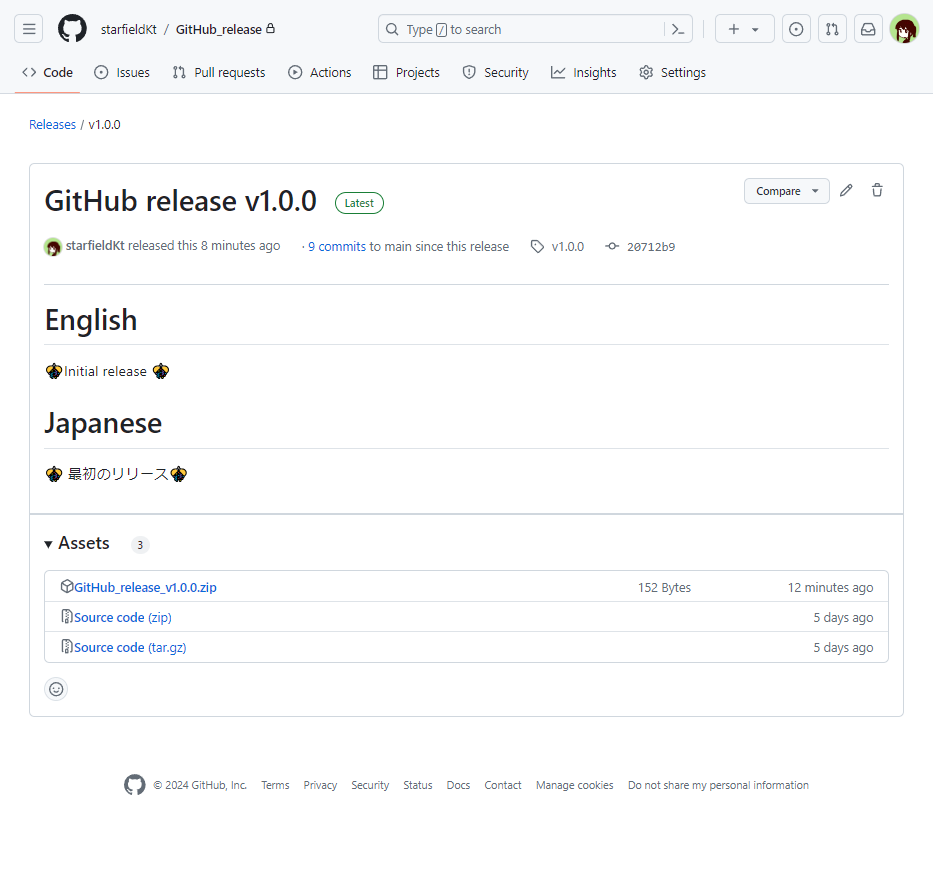 starfieldKt / GitHub_release
Type / to search
Code Issues Pull requests Actions Projects Security Insights Settings
Releases / v1.0.0
GitHub release v1.0.0 Latest
Compare
starfieldKt released this 8 minutes ago · 9 commits to main since this release v1.0.0 20712b9
English
Initial release
Japanese
最初のリリース
Assets 3
GitHub_release_v1.0.0.zip 152 Bytes 12 minutes ago
Source code (zip) 5 days ago
Source code (tar.gz) 5 days ago
© 2024 GitHub, Inc. Terms Privacy Security Status Docs Contact Manage cookies Do not share my personal information